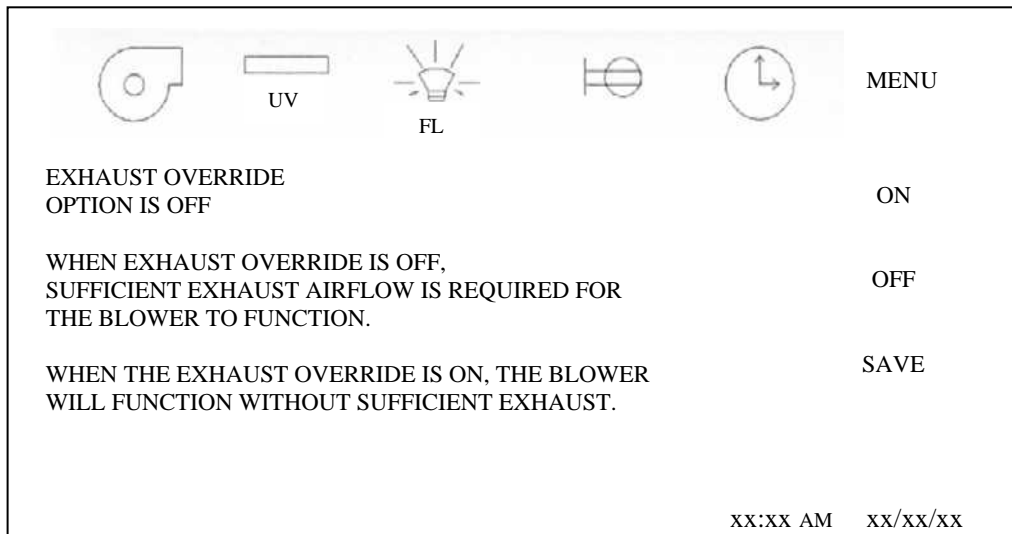 MENU
UV
FL
EXHAUST OVERRIDE
OPTION IS OFF
ON
WHEN EXHAUST OVERRIDE IS OFF,
SUFFICIENT EXHAUST AIRFLOW IS REQUIRED FOR
THE BLOWER TO FUNCTION.
OFF
WHEN THE EXHAUST OVERRIDE IS ON, THE BLOWER
WILL FUNCTION WITHOUT SUFFICIENT EXHAUST.
SAVE
xx:xx AM xx/xx/xx